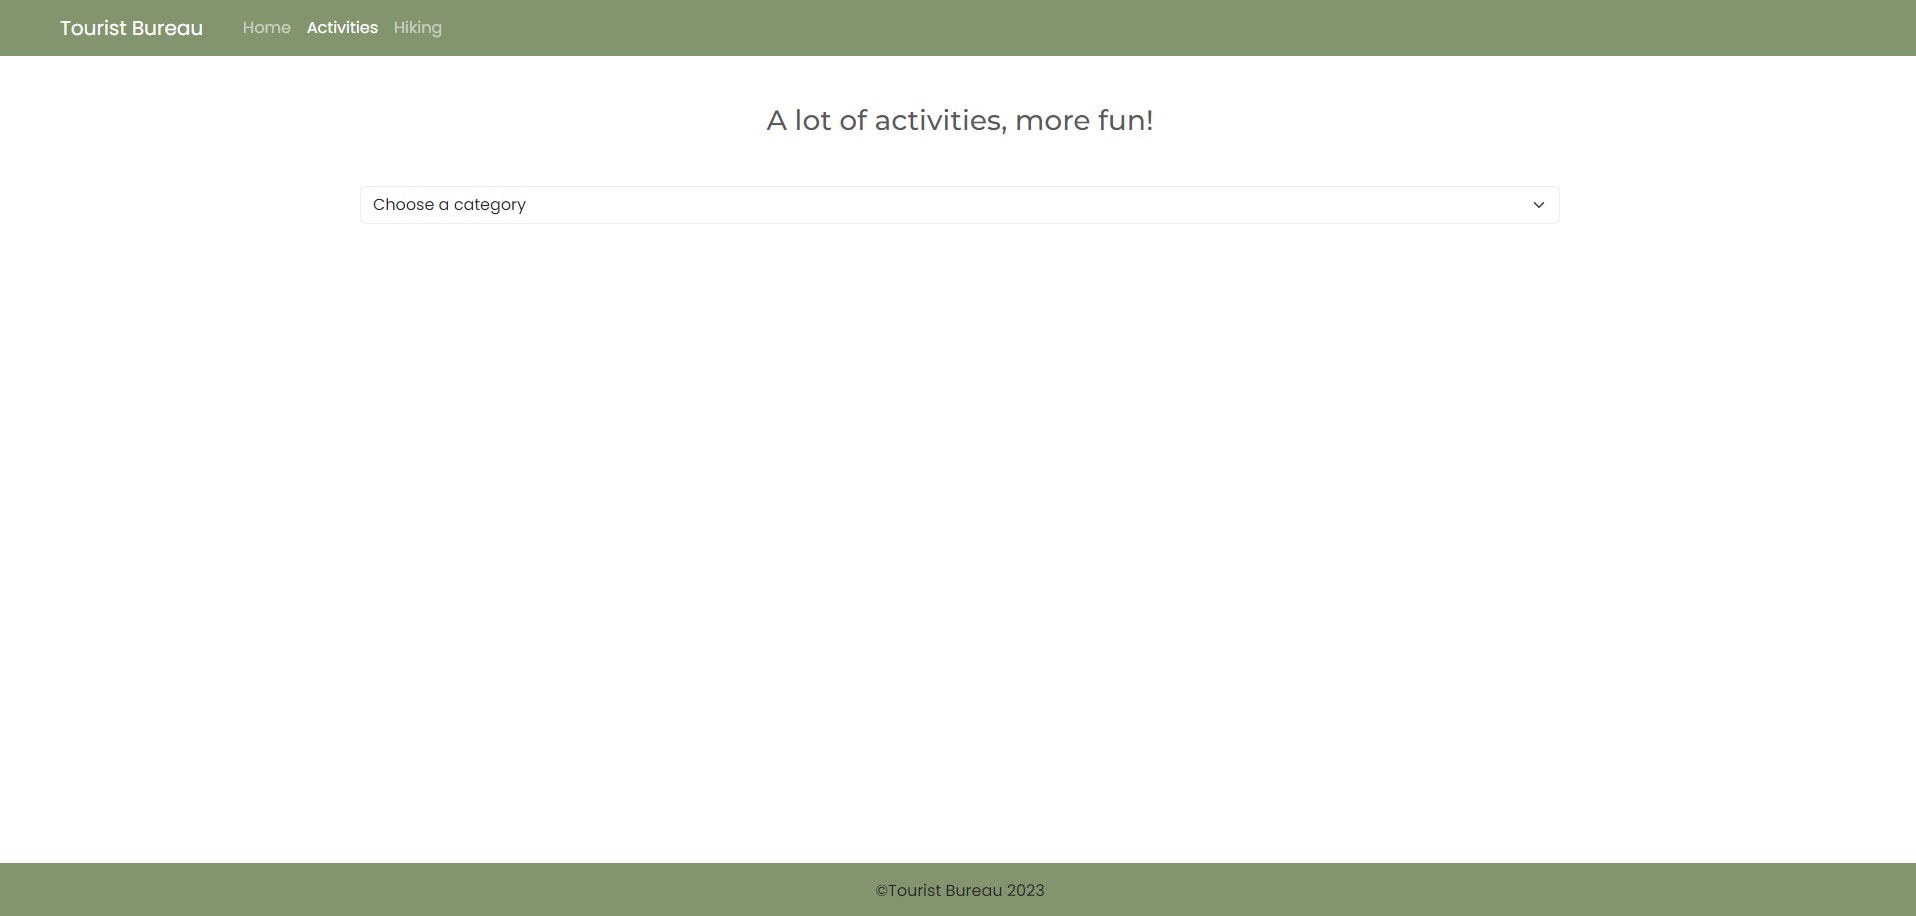 Tourist Bureau Home Activities Hiking
A lot of activities, more fun!
Choose a category
©Tourist Bureau 2023